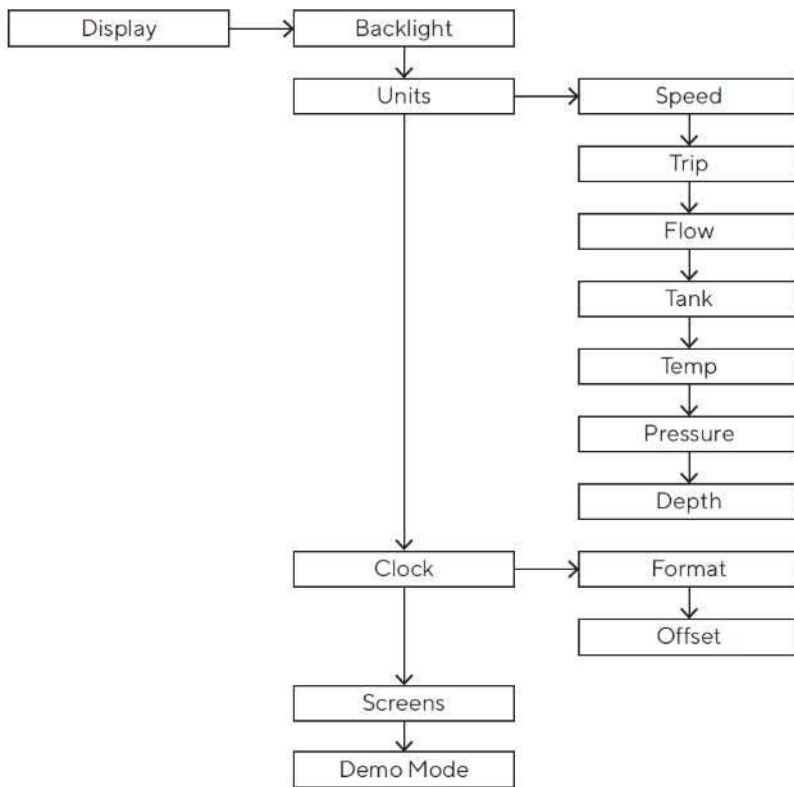 Display
Backlight
Units
Speed
Trip
Flow
Tank
Temp
Pressure
Depth
Clock
Format
Offset
Screens
Demo Mode